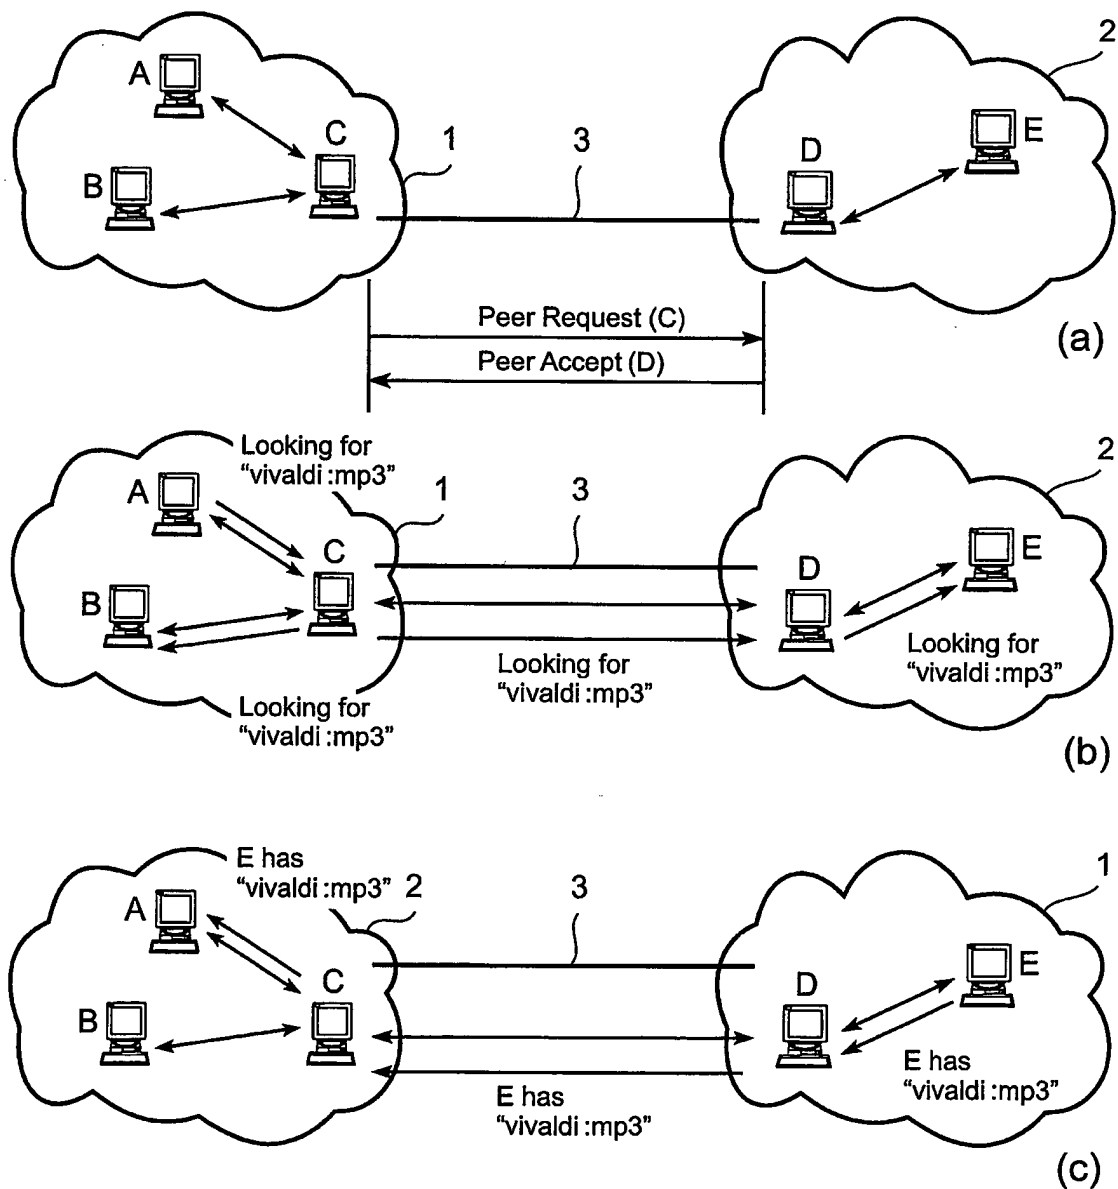 A
B
C
1
3
D
E
2
Peer Request (C)
Peer Accept (D)
(a)
Looking for
“vivaldi :mp3”
A
B
C
1
3
D
E
2
Looking for
“vivaldi :mp3”
Looking for
“vivaldi :mp3”
Looking for
“vivaldi :mp3”
(b)
E has
“vivaldi :mp3”
A
B
C
2
3
D
E
1
E has
“vivaldi :mp3”
E has
“vivaldi :mp3”
(c)